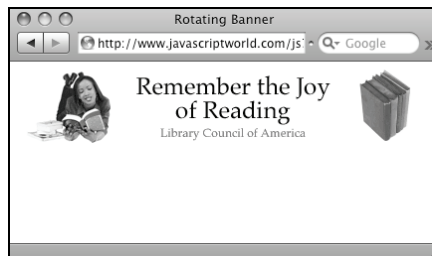 Rotating Banner
http://www.javascriptworld.com/js
Google
Remember the Joy
of Reading
Library Council of America